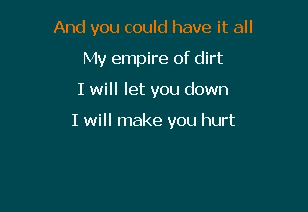 And you could have it all
My empire of dirt
I will let you down
I will make you hurt